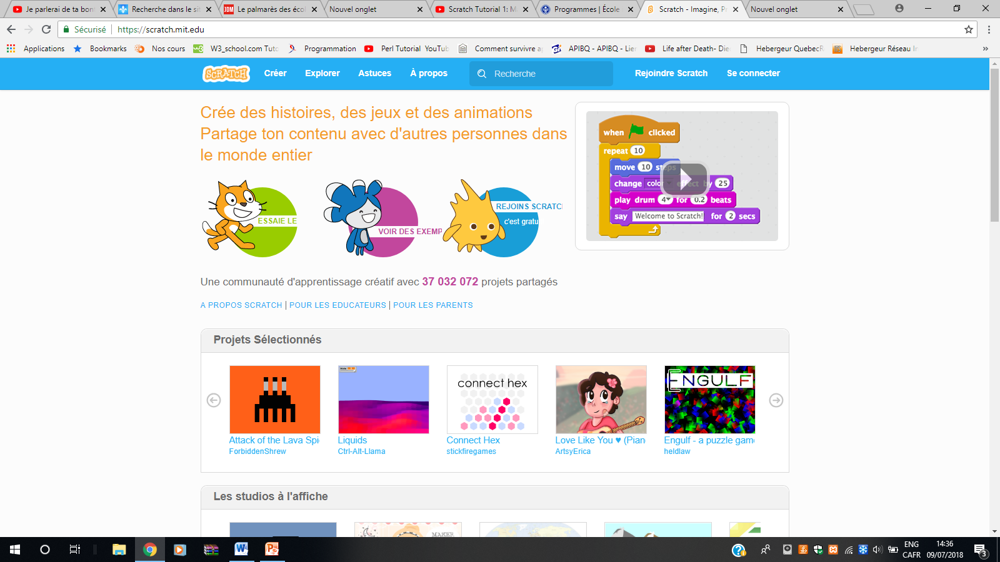 Je parlerai de ta bon
Recherche dans le sit
Le palmarès des écol
Nouvel onglet
Scratch Tutorial 1: M
Programmes | École
Scratch - Imagine, Pr
Nouvel onglet
Sécurisé
https://scratch.mit.edu
Applications
Bookmarks
Nos cours
W3_school.com Tuto
Programmation
Perl Tutorial YouTub
Comment survivre a
APIBQ - APIBQ - Lier
Life after Death- Die
Hebergeur QuebecR
Hebergeur Réseau In
»
SCRATCH
Créer
Explorer
Astuces
À propos
Recherche
Rejoindre Scratch
Se connecter
Crée des histoires, des jeux et des animations
Partage ton contenu avec d'autres personnes dans
le monde entier
ESSAIE LE
VOIR DES EXEMP
REJOINS SCRATC
c'est gratu
when clicked
repeat 10
move 10 steps
change color effect by 25
play drum 4 for 0.2 beats
say Welcome to Scratch! for 2 secs
Une communauté d'apprentissage créatif avec 37 032 072 projets partagés
A PROPOS SCRATCH | POUR LES EDUCATEURS | POUR LES PARENTS
Projets Sélectionnés
connect hex
ENGULF
Attack of the Lava Spi
ForbiddenShrew
Liquids
Ctrl-Alt-Llama
Connect Hex
stickfiregames
Love Like You ♥ (Pian
ArtsyErica
Engulf - a puzzle game
heldlaw
Les studios à l'affiche
MAKER
ENG
CAFR
14:36
09/07/2018
3